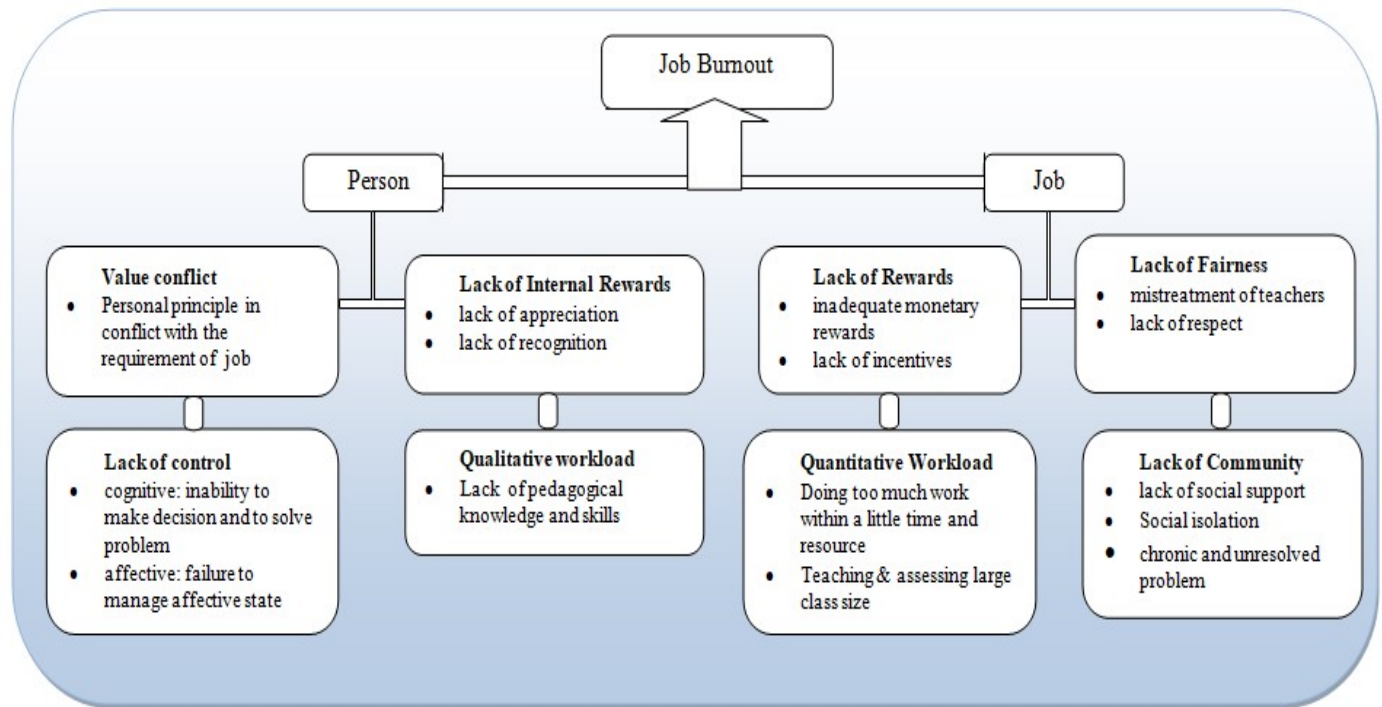 Job Burnout
Person
Job
Value conflict
• Personal principle in
conflict with the
requirement of job
Lack of Internal Rewards
• lack of appreciation
• lack of recognition
Lack of Rewards
• inadequate monetary
rewards
• lack of incentives
Lack of Fairness
• mistreatment of teachers
• lack of respect
Lack of control
• cognitive: inability to
make decision and to solve
problem
• affective: failure to
manage affective state
Qualitative workload
• Lack of pedagogical
knowledge and skills
Quantitative Workload
• Doing too much work
within a little time and
resource
• Teaching & assessing large
class size
Lack of Community
• lack of social support
• Social isolation
• chronic and unresolved
problem